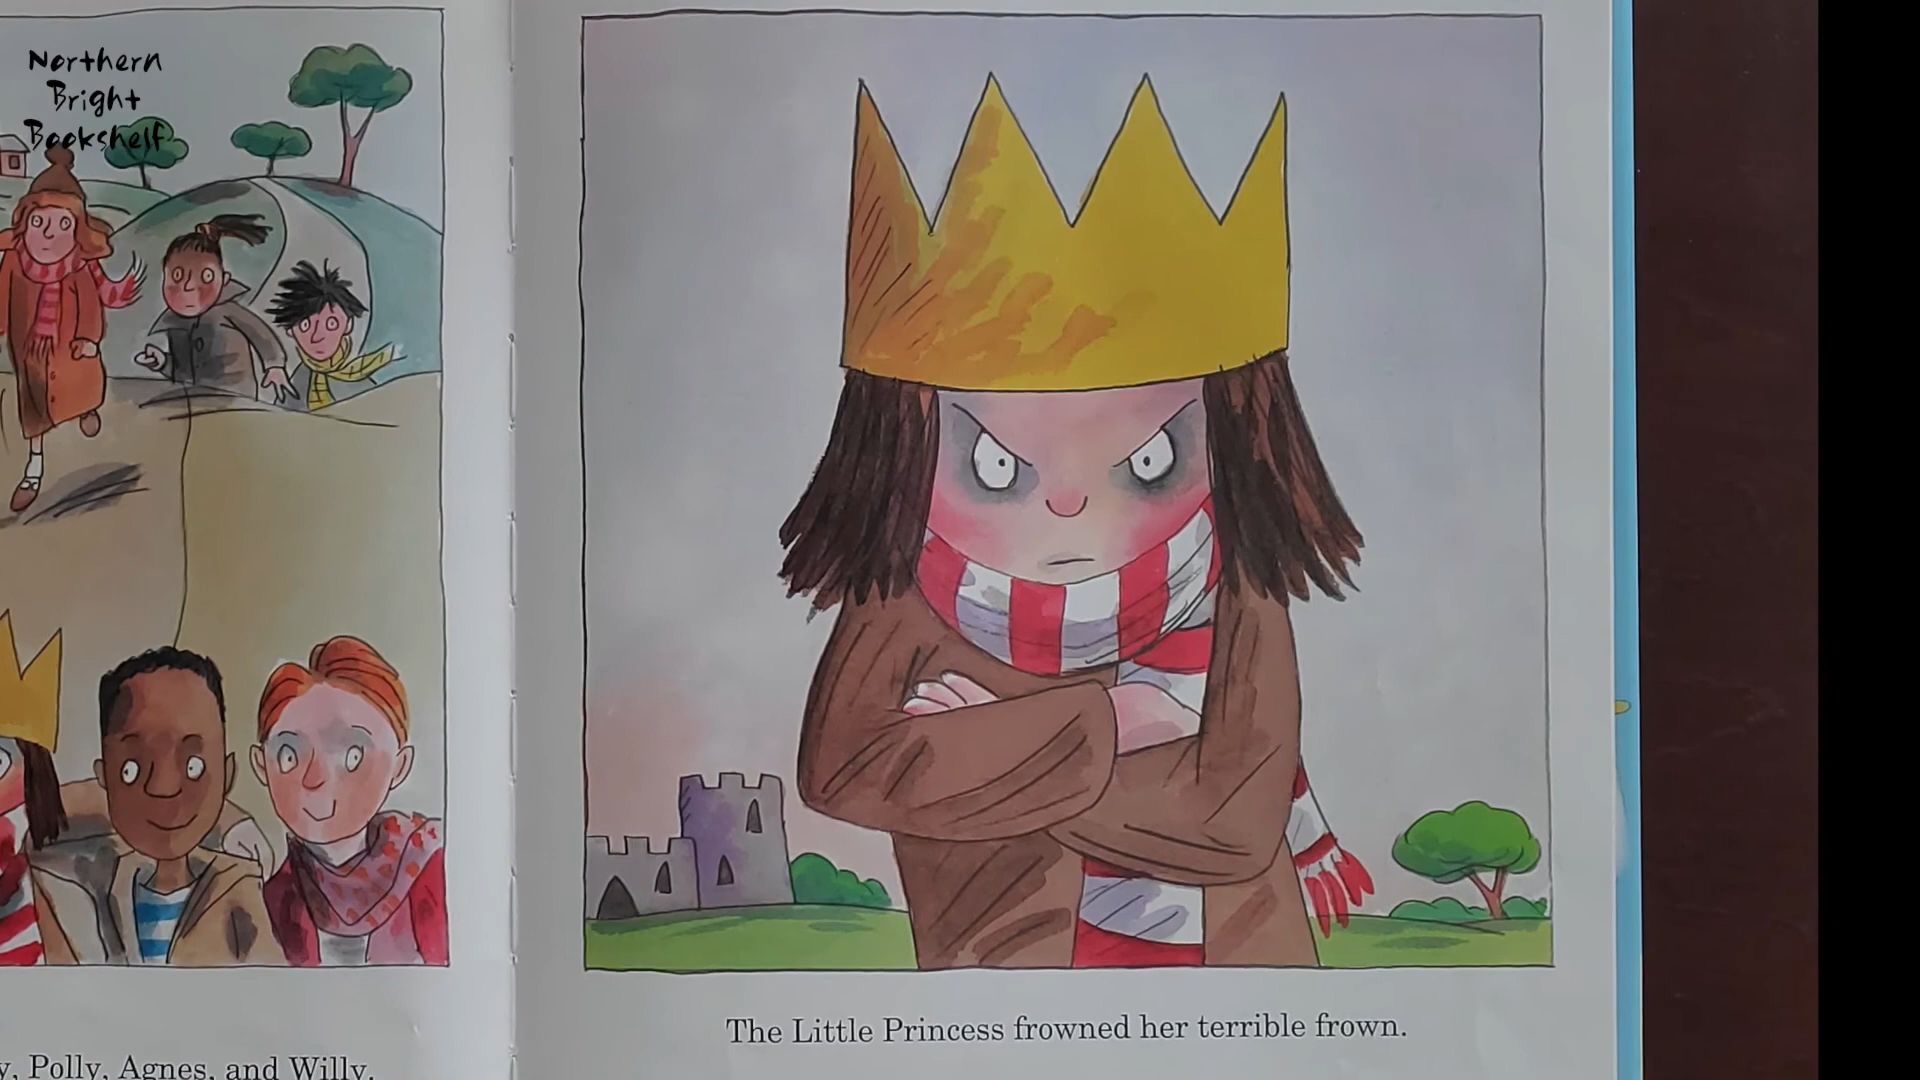 Northern
Bright
Bookshelf
Polly, Agnes, and Willy.
The Little Princess frowned her terrible frown.